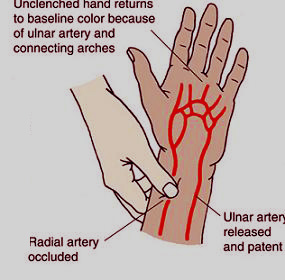 Unclenched hand returns
to baseline color because
of ulnar artery and
connecting arches
Ulnar artery
released
and patent
Radial artery
occluded